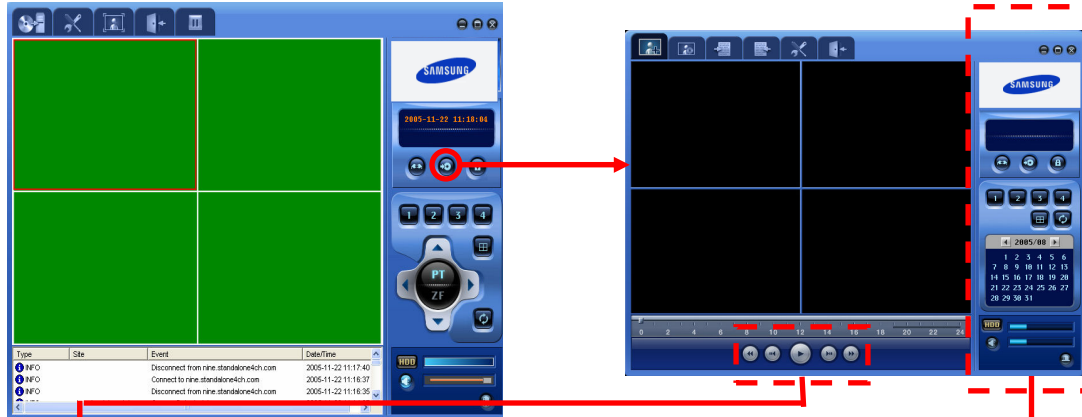 SAMSUNG
2005-11-22 11:18:04
1 2 3 4
PT
ZF
HDD
Type Site Event Date/Time
INFO Disconnect from nine.standalone4ch.com 2005-11-22 11:17:40
INFO Connect to nine.standalone4ch.com 2005-11-22 11:16:37
INFO Disconnect from nine.standalone4ch.com 2005-11-22 11:16:35
SAMSUNG
1 2 3 4
2005/08
1 2 3 4 5 6
7 8 9 10 11 12 13
14 15 16 17 18 19 20
21 22 23 24 25 26 27
28 29 30 31
0 2 4 6 8 10 12 14 16 18 20 22 24
HDD